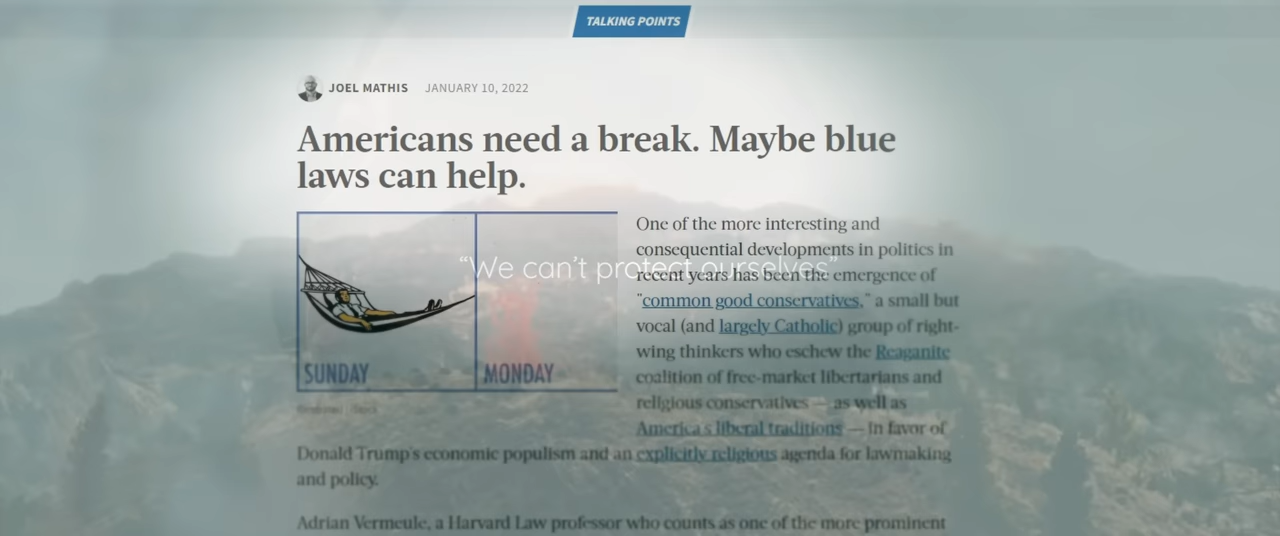 TALKING POINTS
JOEL MATHIS JANUARY 10, 2022
Americans need a break. Maybe blue
laws can help.
SUNDAY MONDAY
One of the more interesting and
consequential developments in politics in
“We can’t protect ourselves”
recent years has been the emergence of
"common good conservatives," a small but
vocal (and largely Catholic) group of right-
wing thinkers who eschew the Reaganite
coalition of free-market libertarians and
religious conservatives — as well as
America's liberal traditions — in favor of
Donald Trump's economic populism and an explicitly religious agenda for lawmaking
and policy.
Adrian Vermeule, a Harvard Law professor who counts as one of the more prominent